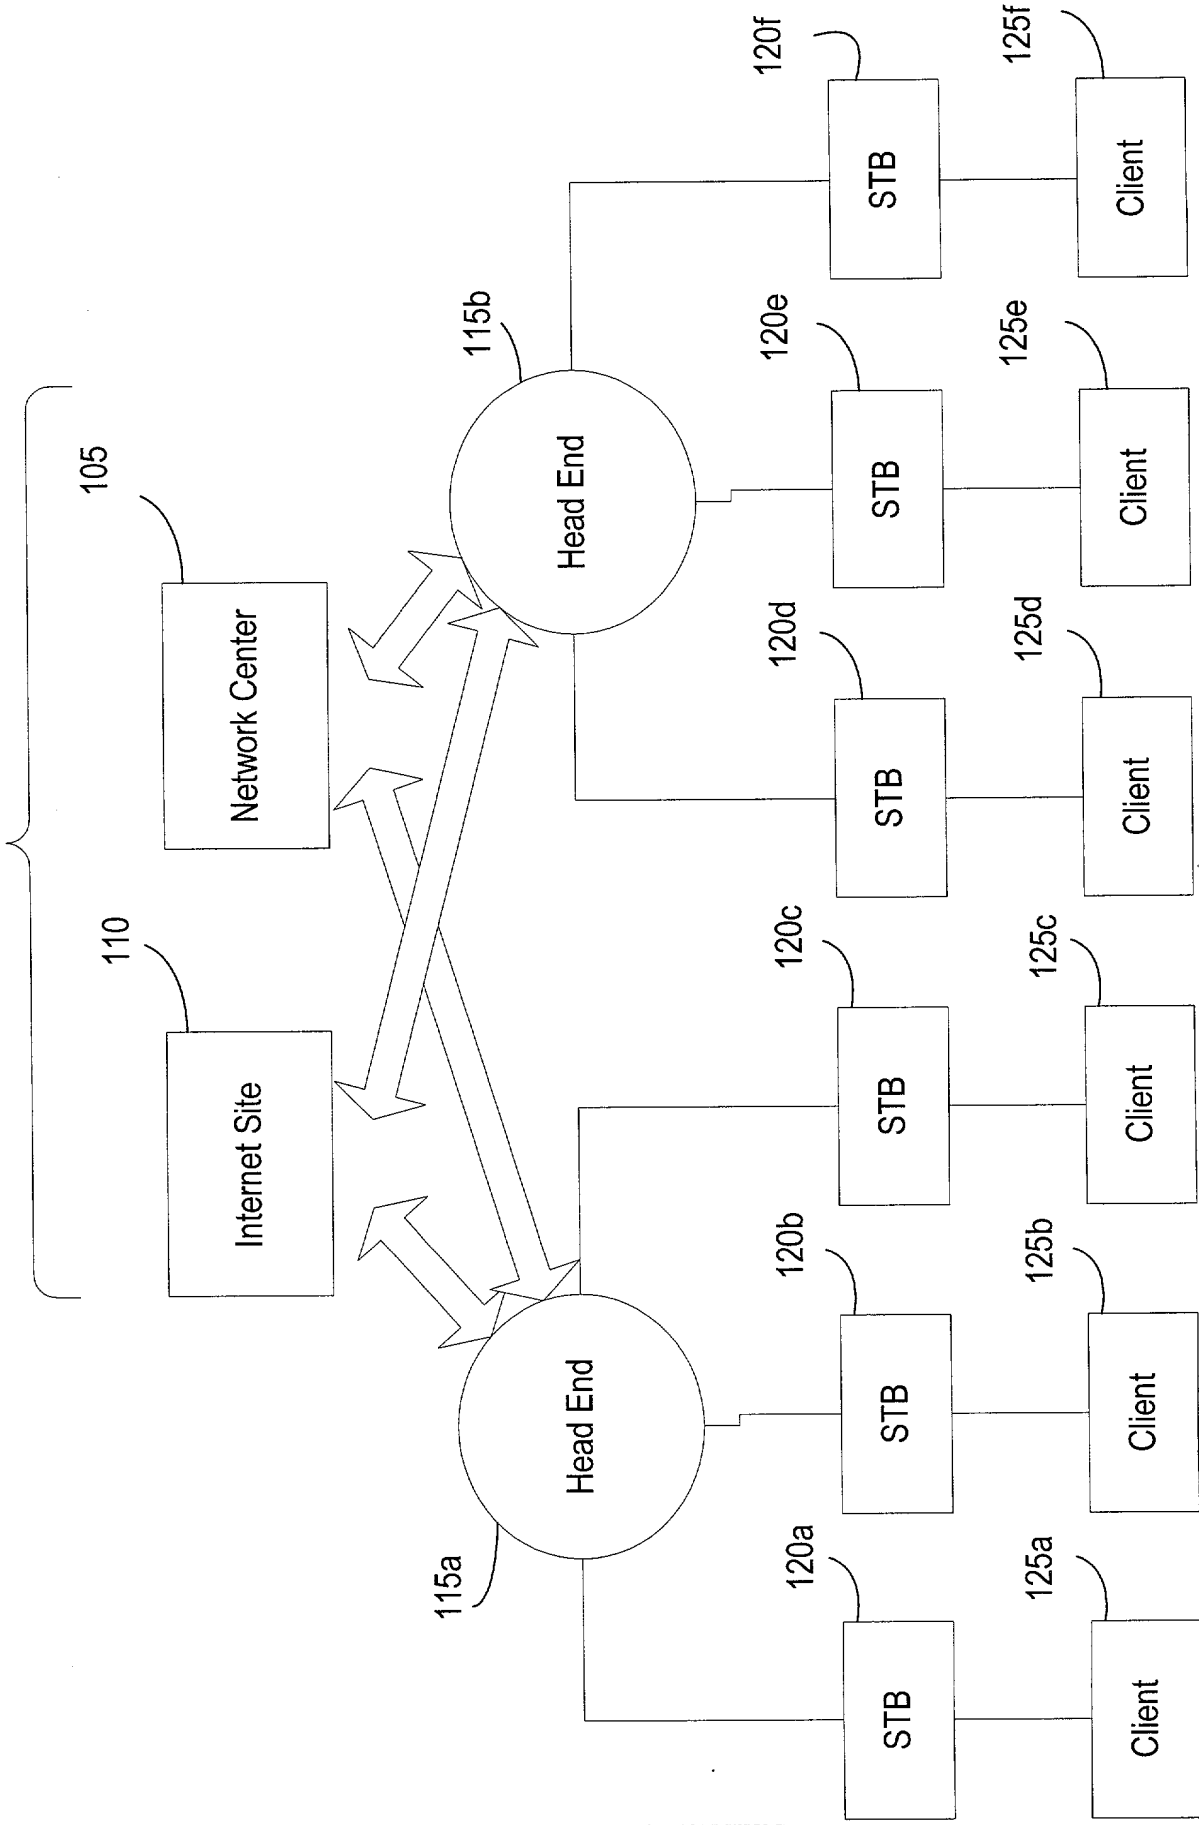 110
105
Internet Site
Network Center
115a
115b
Head End
Head End
120a
120b
120c
120d
120e
120f
STB
STB
STB
STB
STB
STB
125a
125b
125c
125d
125e
125f
Client
Client
Client
Client
Client
Client